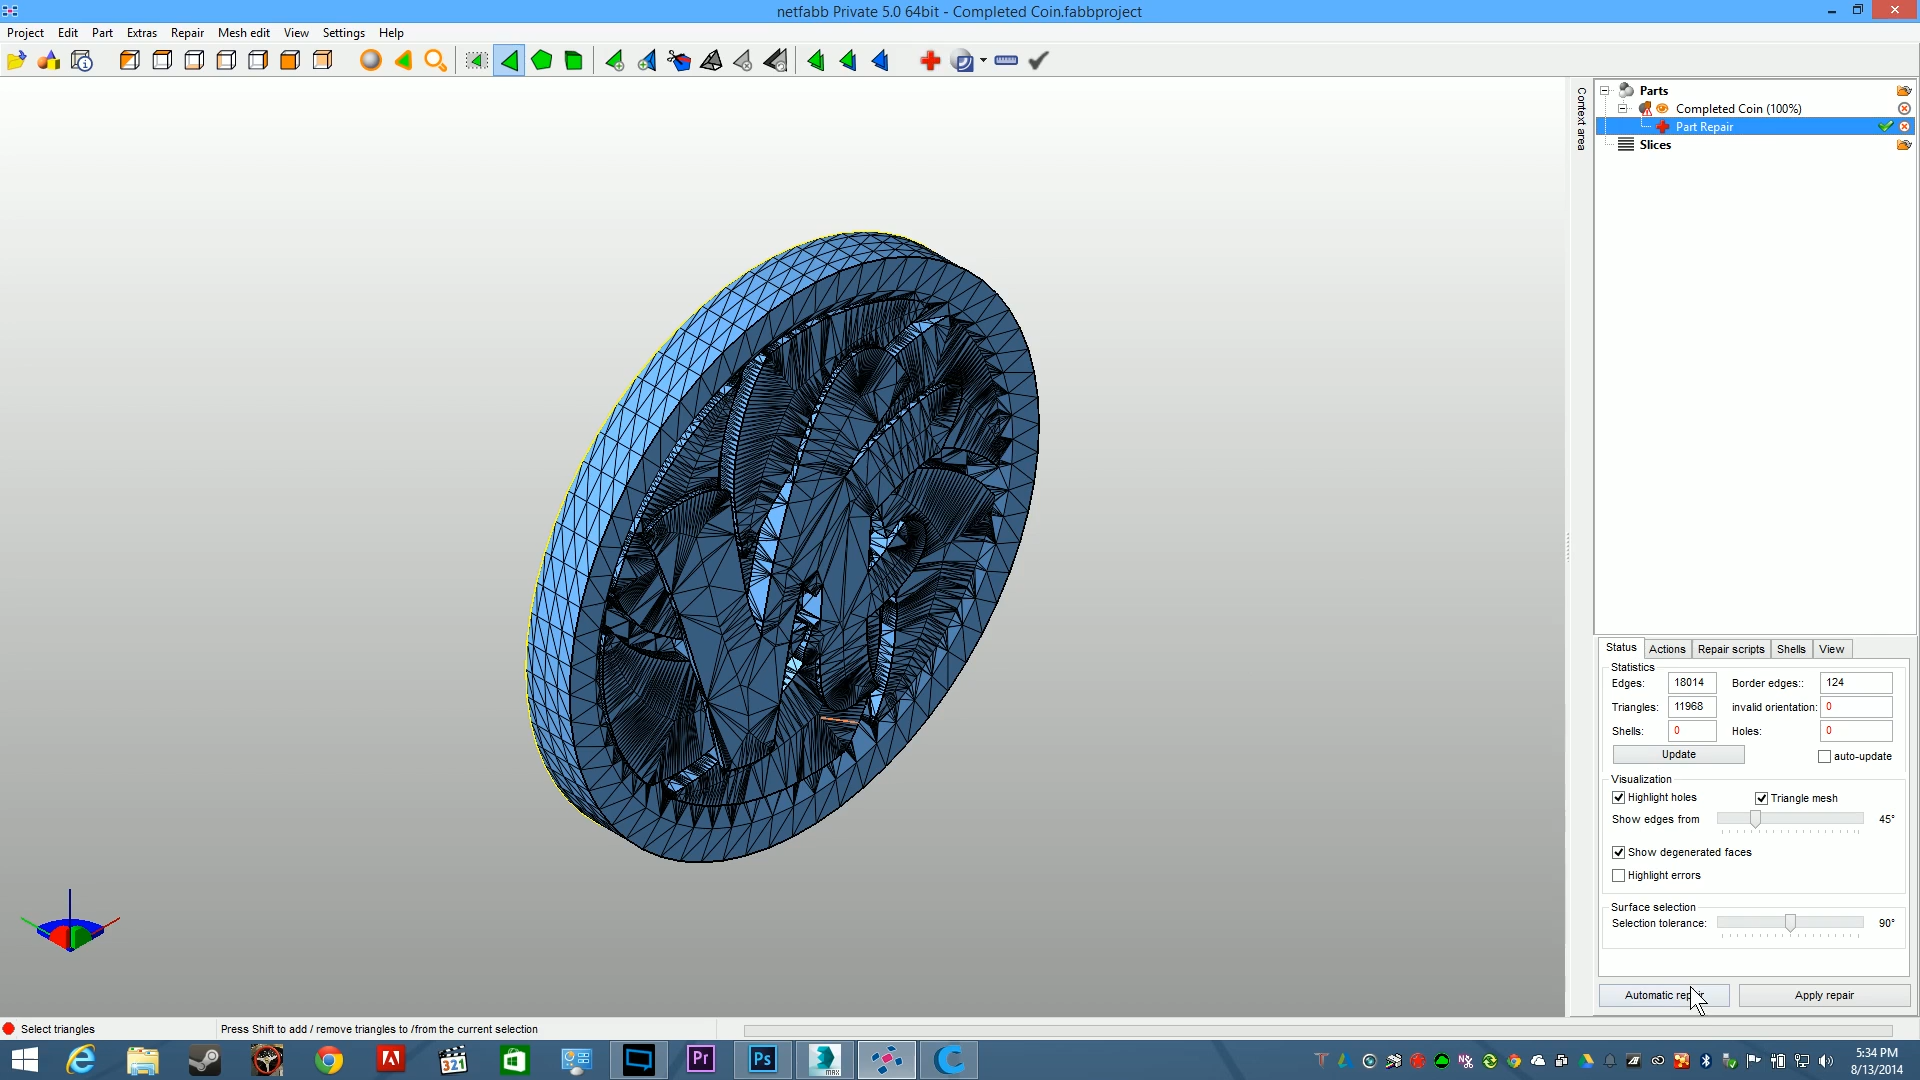 netfabb Private 5.0 64bit - Completed Coin.fabbproject
Project Edit Part Extras Repair Mesh edit View Settings Help
Context area
Parts
Completed Coin (100%)
Part Repair
Slices
Status Actions Repair scripts Shells View
Statistics
Edges: 18014 Border edges:: 124
Triangles: 11968 invalid orientation: 0
Shells: 0 Holes: 0
Update auto-update
Visualization
Highlight holes Triangle mesh
Show edges from 45°
Show degenerated faces
Highlight errors
Surface selection
Selection tolerance: 90°
Automatic Apply repair
Select triangles Press Shift to add / remove triangles to /from the current selection
321 Pr Ps MAX
5:34 PM
8/13/2014